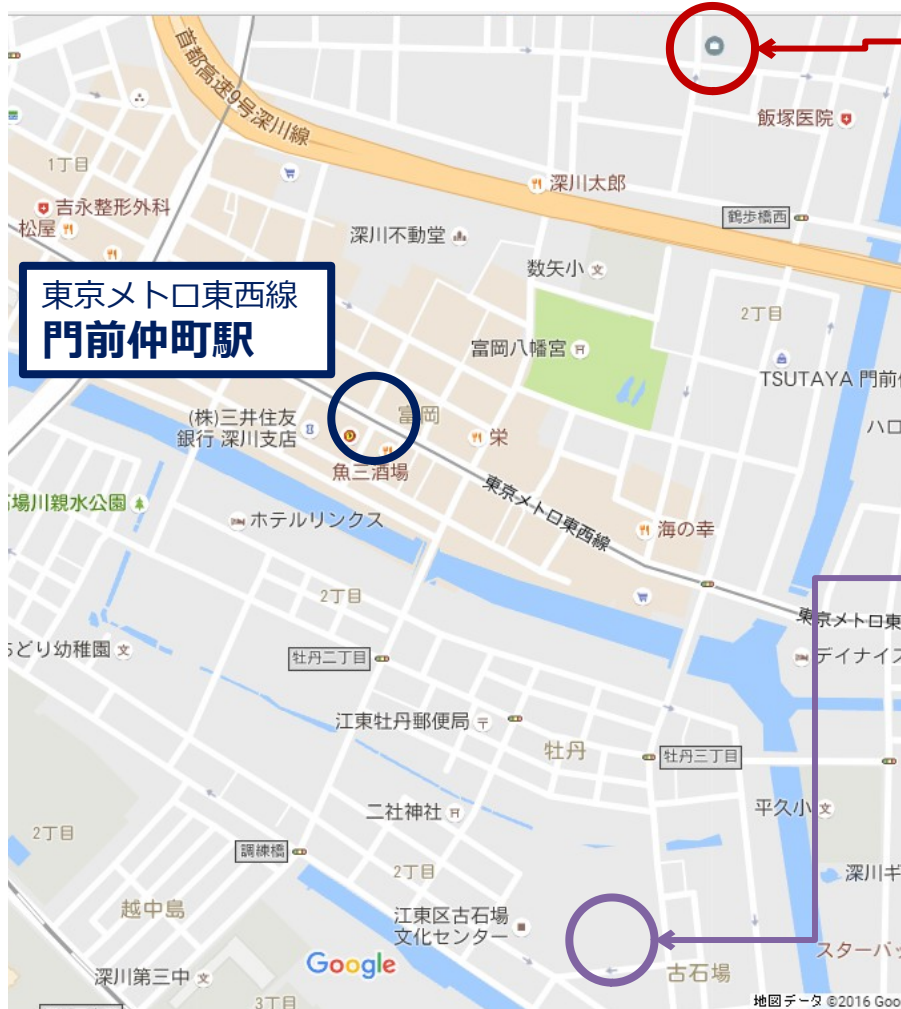 首都高速9号深川線
飯塚医院
1丁目
深川太郎
吉永整形外科
松屋
鶴歩橋西
深川不動堂
数矢小
東京メトロ東西線
門前仲町駅
2丁目
富岡八幡宮
TSUTAYA 門前
(株)三井住友
銀行 深川支店
富岡
栄
ハロ
魚三酒場
東京メトロ東西線
場川親水公園
ホテルリンクス
海の幸
2丁目
東京メトロ東
どり幼稚園
牡丹二丁目
デイナイス
江東牡丹郵便局
牡丹
牡丹三丁目
二社神社
平久小
2丁目
調練橋
2丁目
深川ギ
越中島
江東区古石場
文化センター
スターバッ
Google
古石場
深川第三中
3丁目
地図データ ©2016 Goo